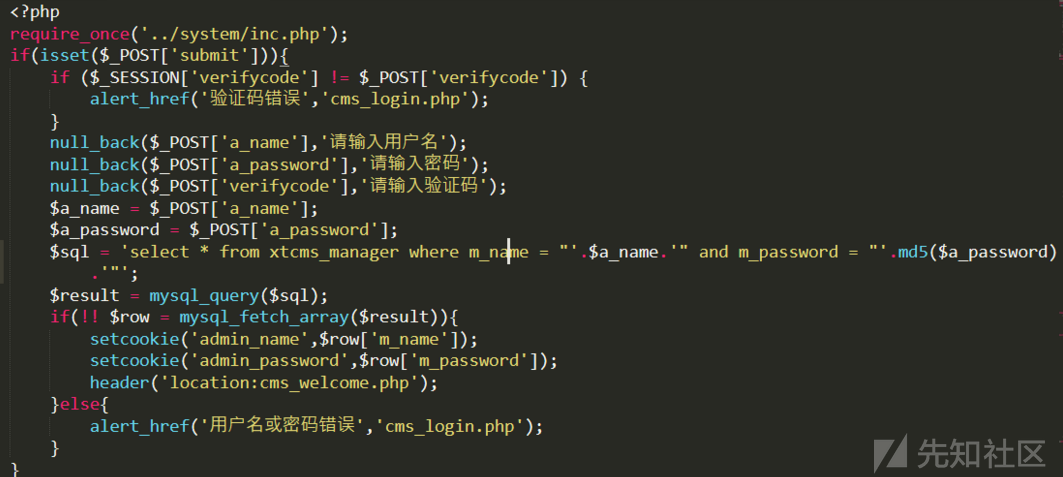 <?php
require_once('../system/inc.php');
if(isset($_POST['submit'])){
if ($_SESSION['verifycode'] != $_POST['verifycode']) {
alert_href('验证码错误','cms_login.php');
}
null_back($_POST['a_name'],'请输入用户名');
null_back($_POST['a_password'],'请输入密码');
null_back($_POST['verifycode'],'请输入验证码');
$a_name = $_POST['a_name'];
$a_password = $_POST['a_password'];
$sql = 'select * from xtcms_manager where m_name = "'.$a_name.'" and m_password = "'.md5($a_password)
.'"';
$result = mysql_query($sql);
if(!! $row = mysql_fetch_array($result)){
setcookie('admin_name',$row['m_name']);
setcookie('admin_password',$row['m_password']);
header('location:cms_welcome.php');
}else{
alert_href('用户名或密码错误','cms_login.php');
}
}
先知社区